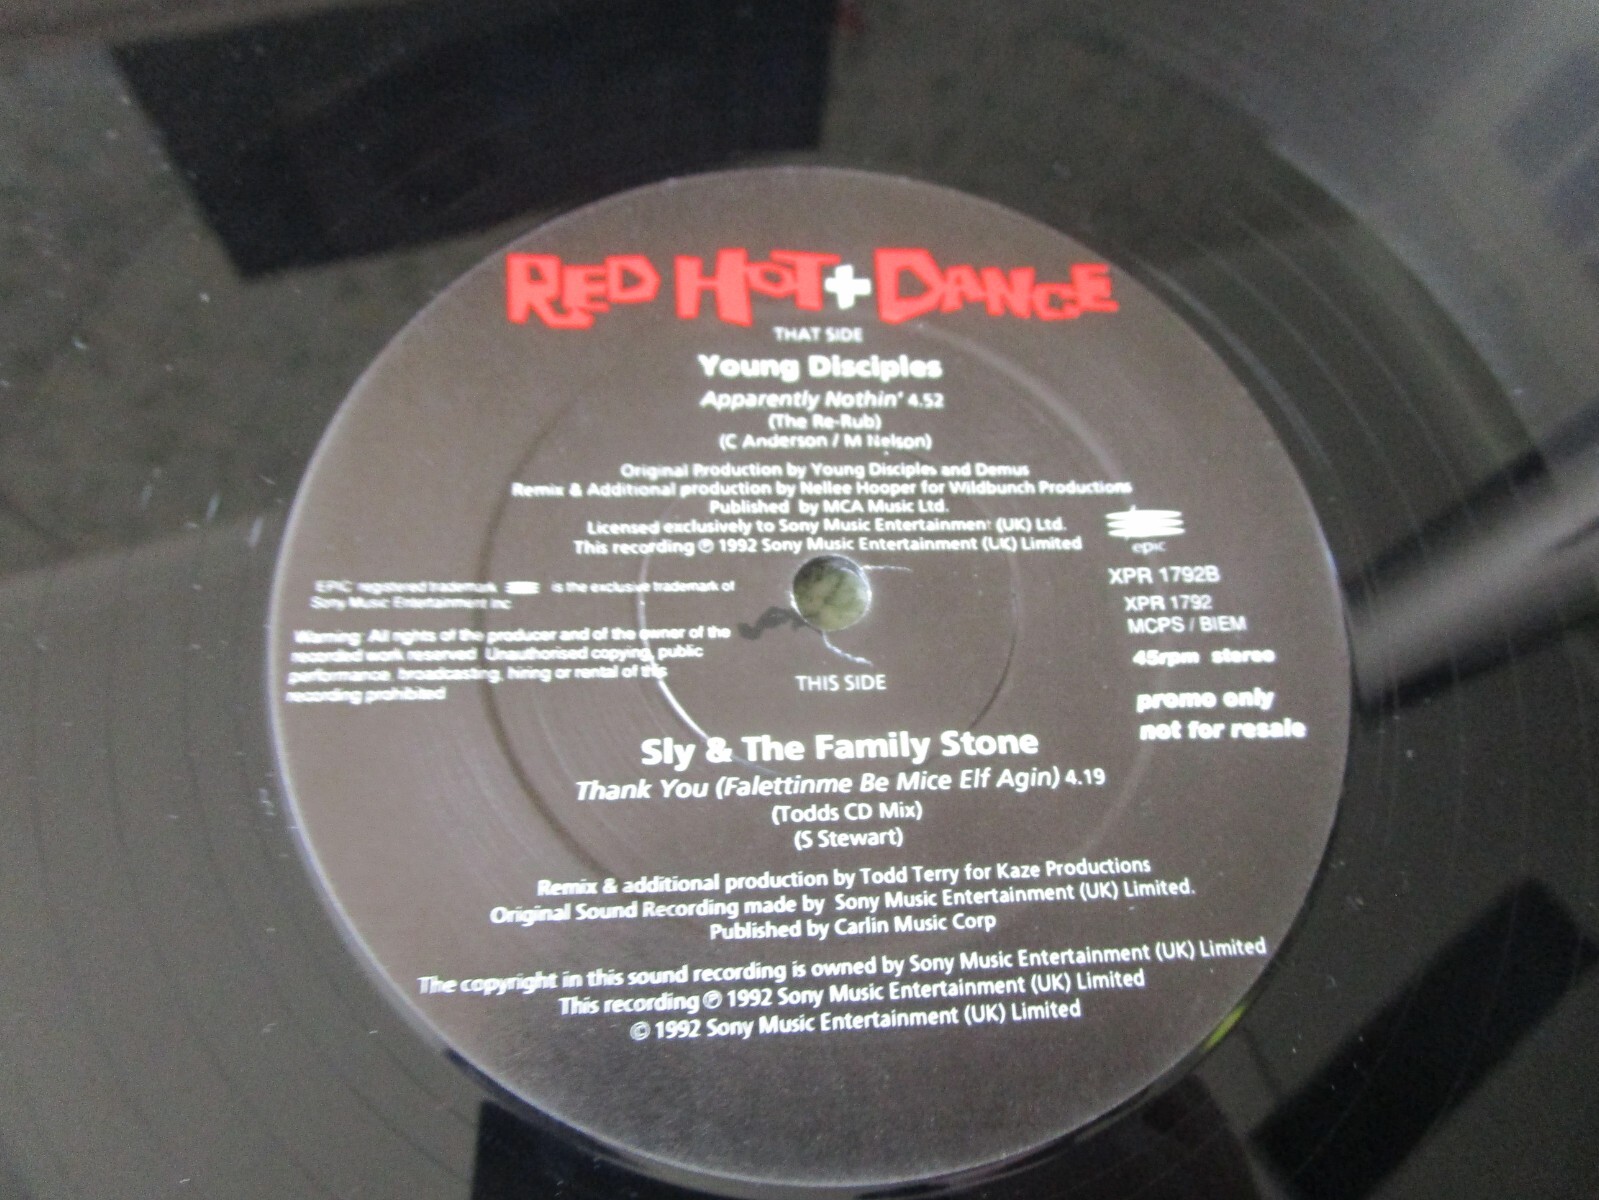 RED HOT + DANCE
THAT SIDE
Young Disciples
Apparently Nothin' 4.52
(The Re-Rub)
(C Anderson / M Nelson)
Original Production by Young Disciples and Demus
Remix & Additional production by Nellee Hooper for Wildbunch Productions
Published by MCA Music Ltd.
Licensed exclusively to Sony Music Entertainment (UK) Ltd.
This recording ℗ 1992 Sony Music Entertainment (UK) Limited
epic
EPIC registered trademark is the exclusive trademark of
Sony Music Entertainment Inc
Warning: All rights of the producer and of the owner of the
recorded work reserved. Unauthorised copying, public
performance, broadcasting, hiring or rental of this
recording prohibited
XPR 1792B
XPR 1792
MCPS / BIEM
45rpm stereo
promo only
not for resale
THIS SIDE
Sly & The Family Stone
Thank You (Falettinme Be Mice Elf Agin) 4.19
(Todds CD Mix)
(S Stewart)
Remix & additional production by Todd Terry for Kaze Productions
Original Sound Recording made by Sony Music Entertainment (UK) Limited.
Published by Carlin Music Corp
The copyright in this sound recording is owned by Sony Music Entertainment (UK) Limited
This recording ℗ 1992 Sony Music Entertainment (UK) Limited
© 1992 Sony Music Entertainment (UK) Limited